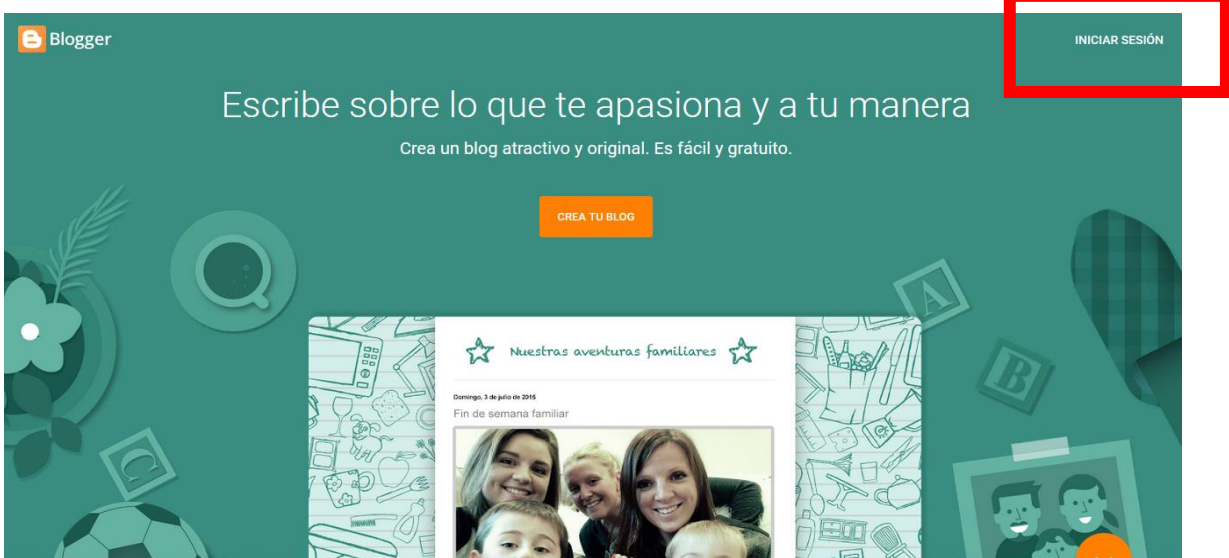 Blogger
INICIAR SESIÓN
Escribe sobre lo que te apasiona y a tu manera
Crea un blog atractivo y original. Es fácil y gratuito.
CREA TU BLOG
A
Nuestras aventuras familiares
B
Domingo, 3 de julio de 2016
Fin de semana familiar
C